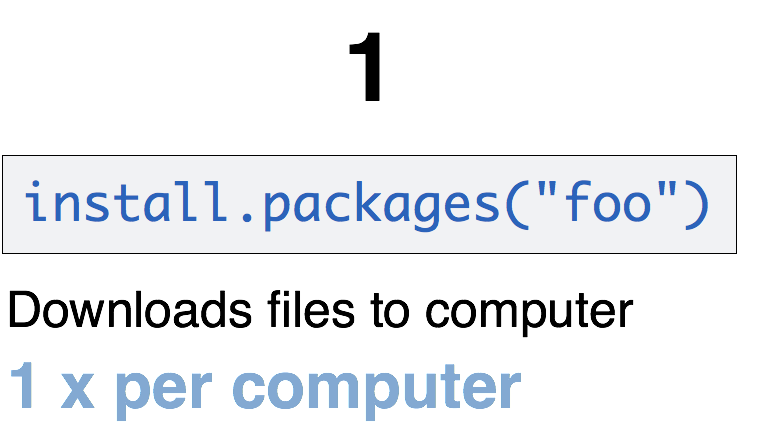 1
install.packages("foo")
Downloads files to computer
1 x per computer